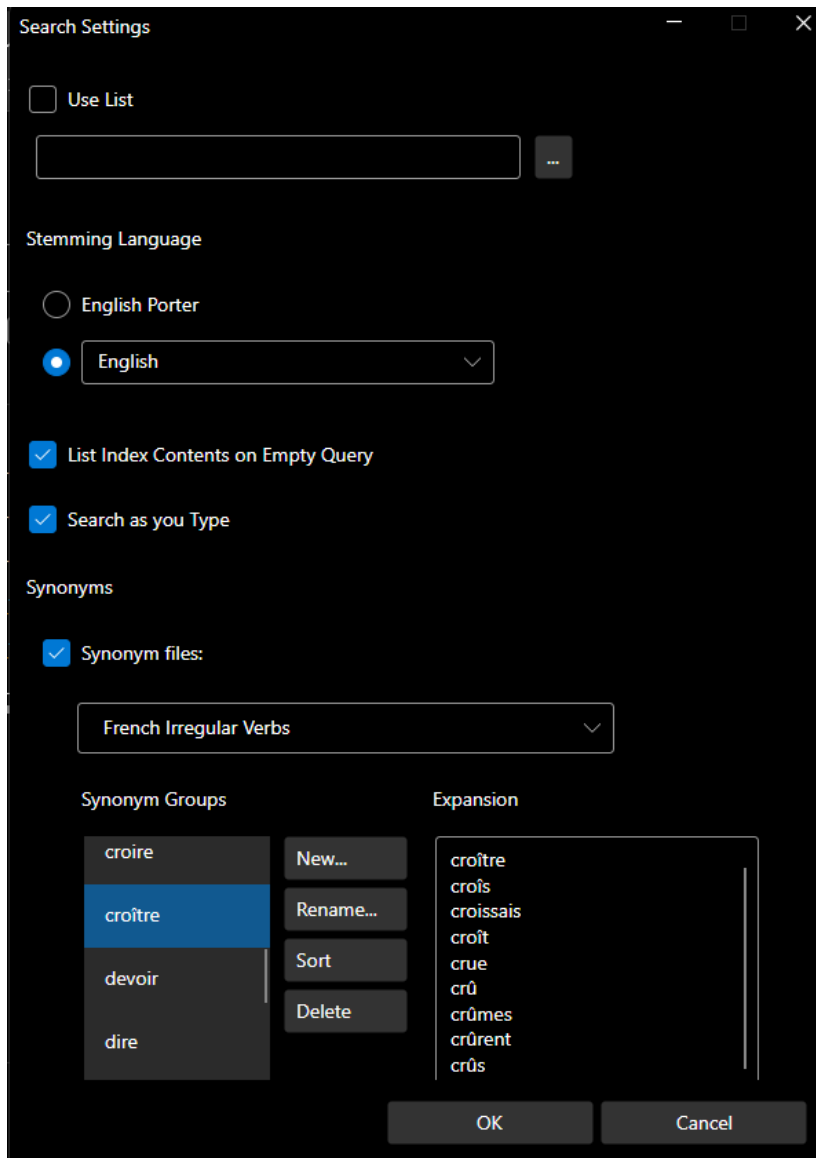 Search Settings
Use List
...
Stemming Language
English Porter
English
List Index Contents on Empty Query
Search as you Type
Synonyms
Synonym files:
French Irregular Verbs
Synonym Groups
Expansion
croire
croître
devoir
dire
New...
Rename...
Sort
Delete
croître
croîs
croissais
croît
crue
crû
crûmes
crûrent
crûs
OK
Cancel